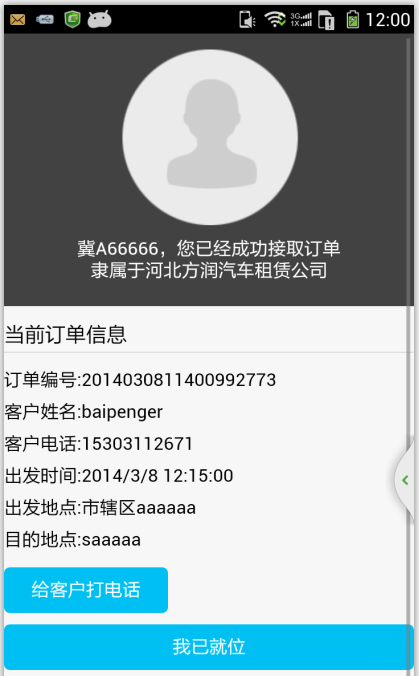 3G
1X
12:00
冀A66666，您已经成功接取订单
隶属于河北方润汽车租赁公司
当前订单信息
订单编号:2014030811400992773
客户姓名:baipenger
客户电话:15303112671
出发时间:2014/3/8 12:15:00
出发地点:市辖区aaaaaa
目的地点:saaaaa
给客户打电话
我已就位